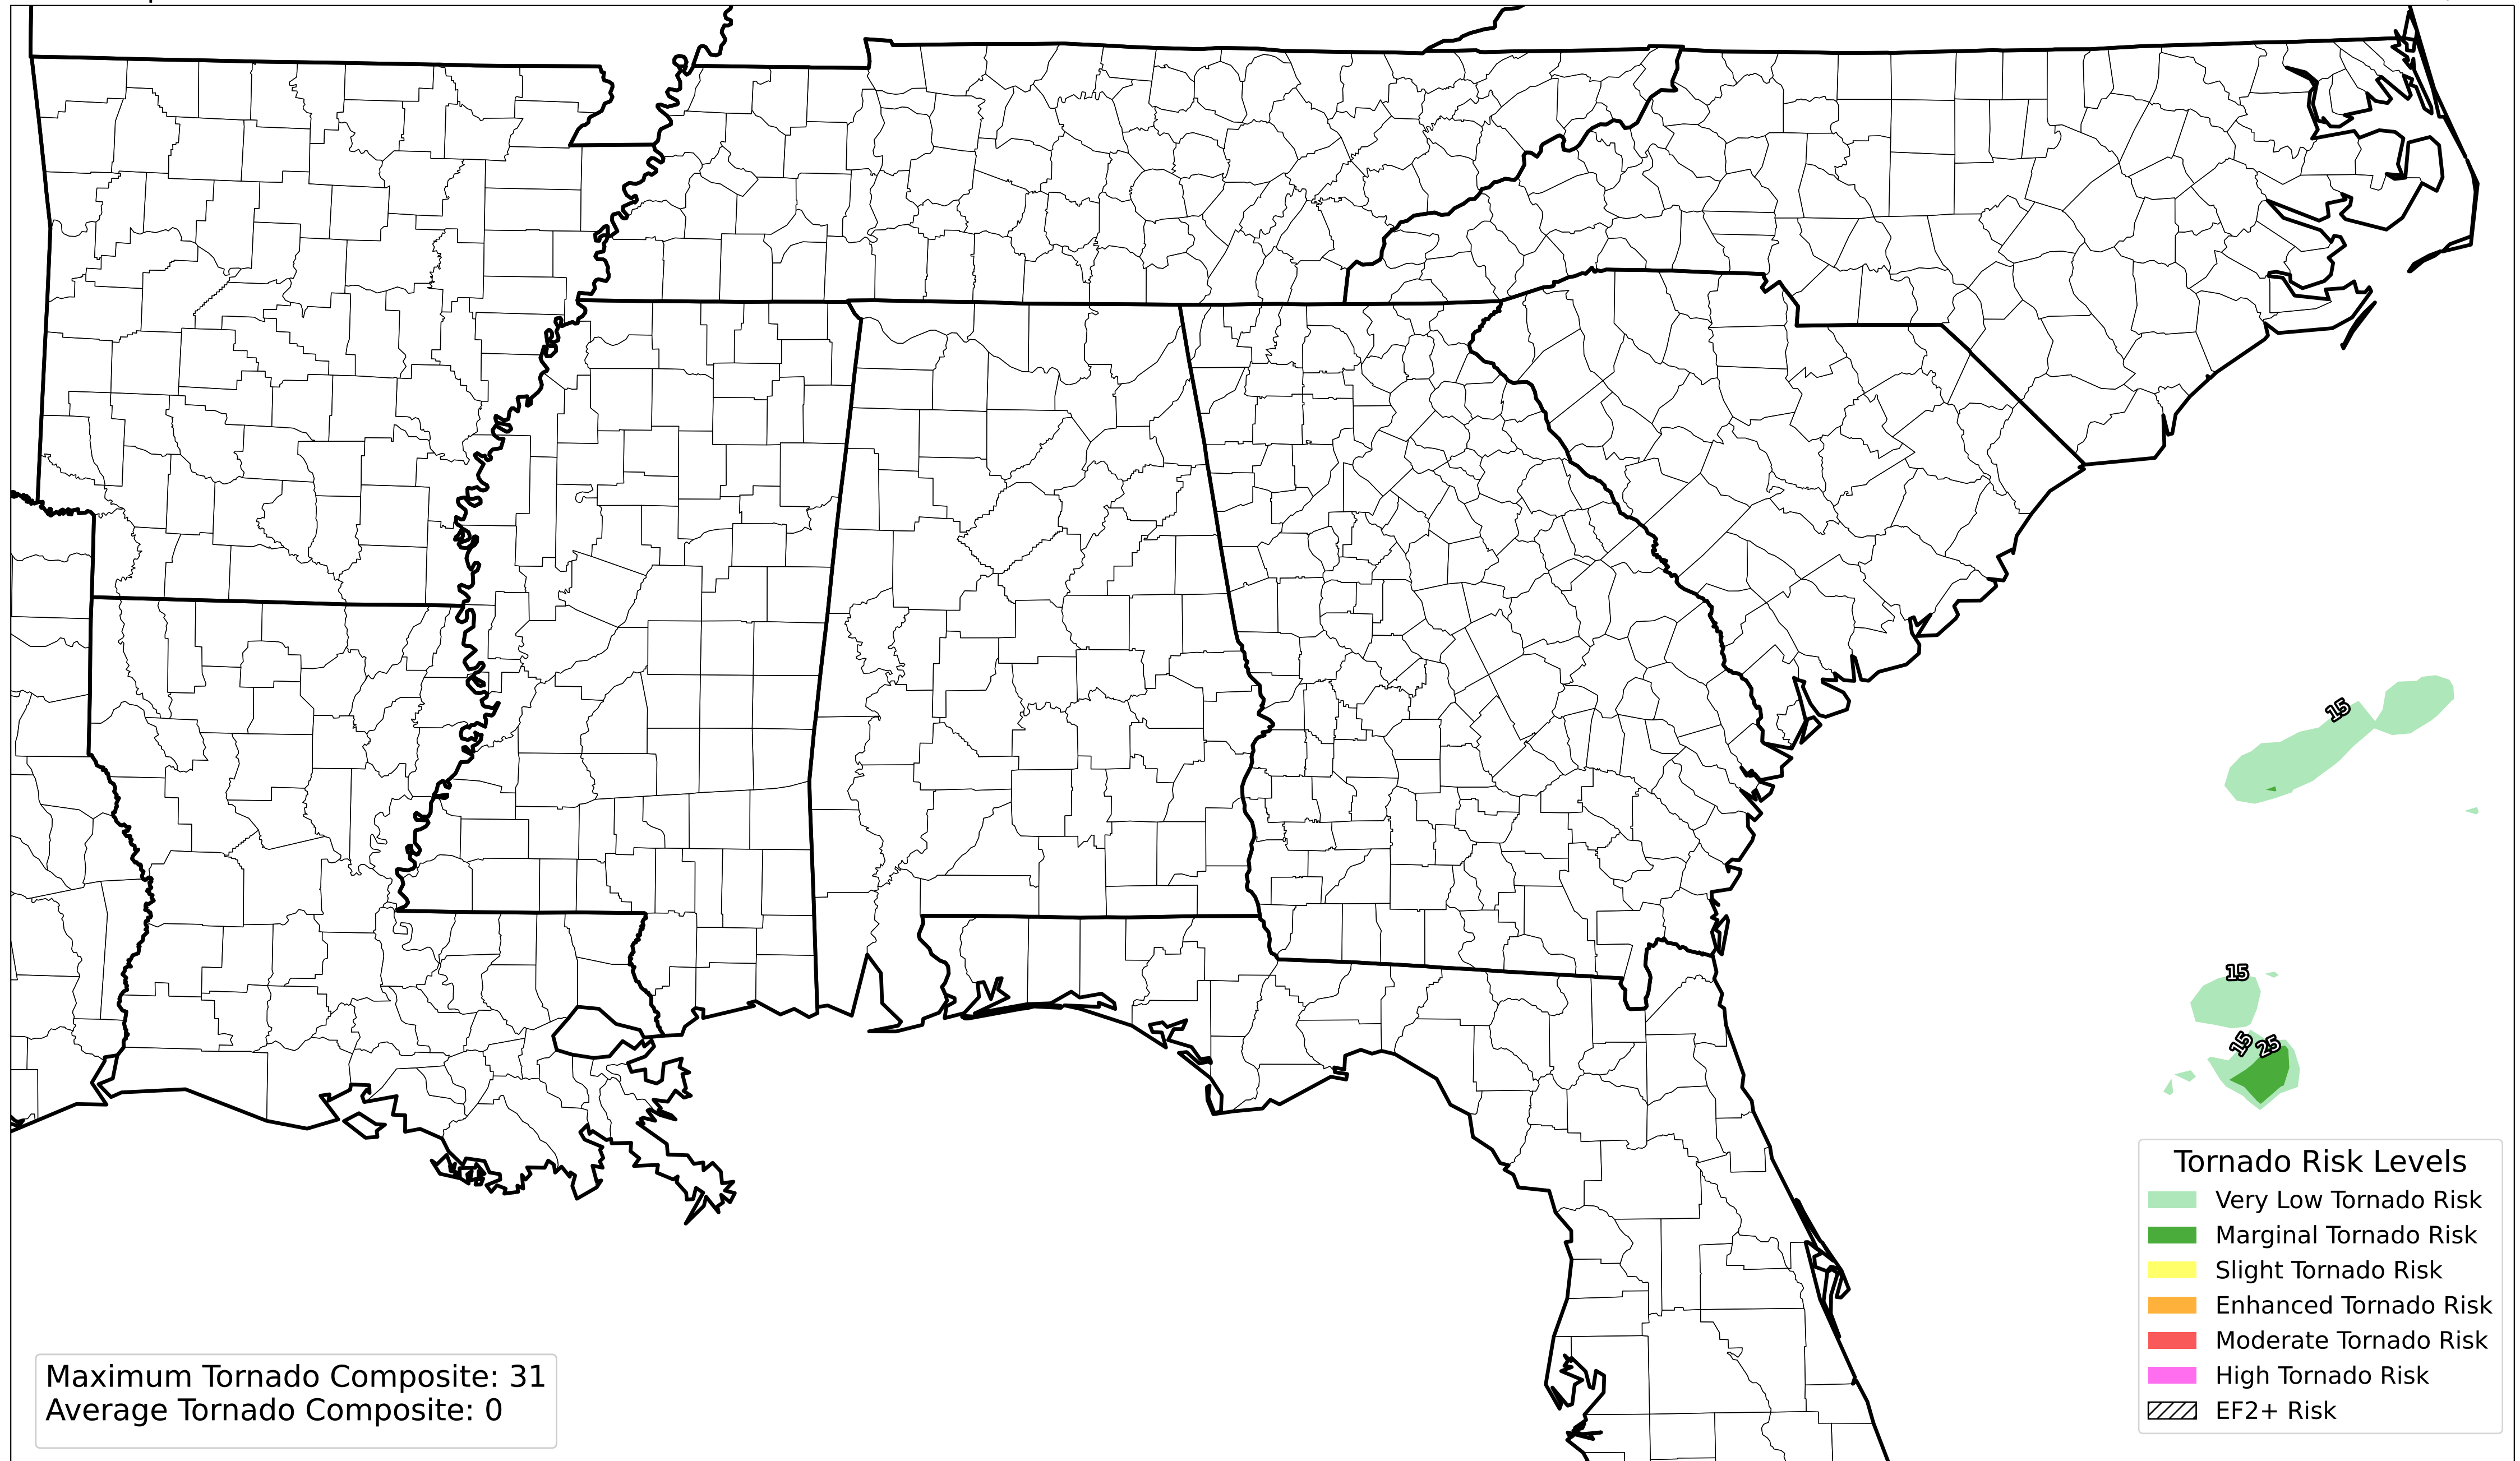 15
15
15
25
Tornado Risk Levels
Very Low Tornado Risk
Marginal Tornado Risk
Slight Tornado Risk
Enhanced Tornado Risk
Moderate Tornado Risk
High Tornado Risk
EF2+ Risk
Maximum Tornado Composite: 31
Average Tornado Composite: 0